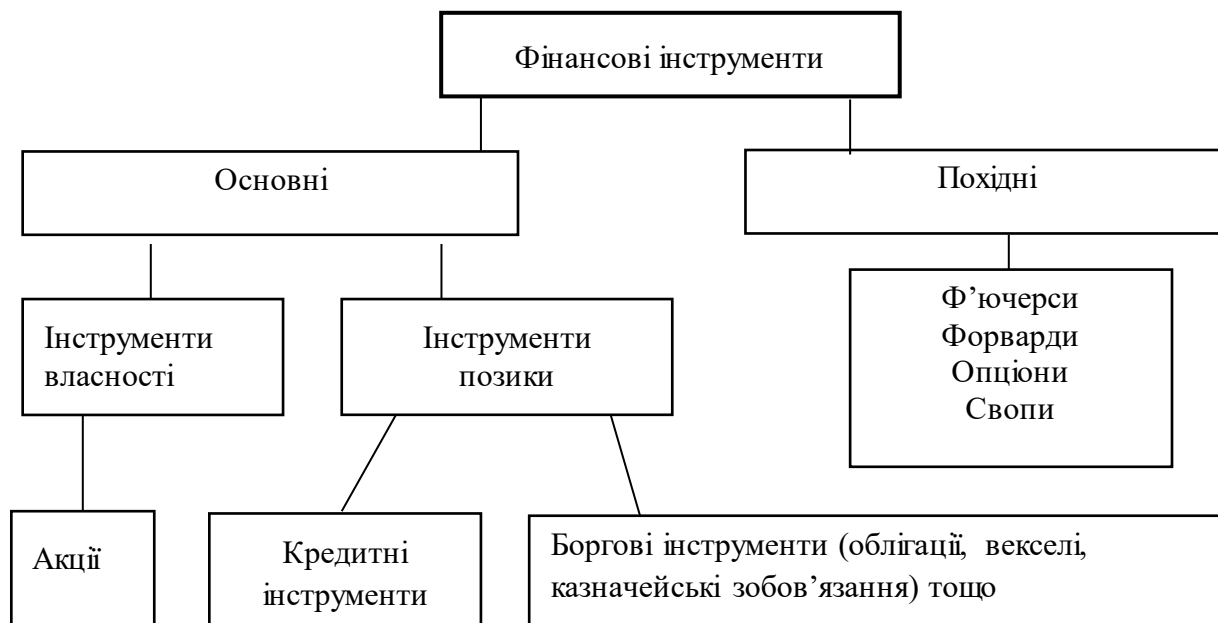 Фінансові інструменти
Основні
Похідні
Інструменти
власності
Інструменти
позики
Ф’ючерси
Форварди
Опціони
Свопи
Акції
Кредитні
інструменти
Боргові інструменти (облігації, векселі,
казначейські зобов’язання) тощо